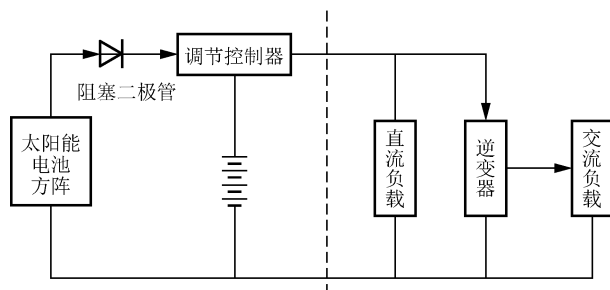 调节控制器
阻塞二极管
太阳能
电池
方阵
直流负载
逆变器
交流负载